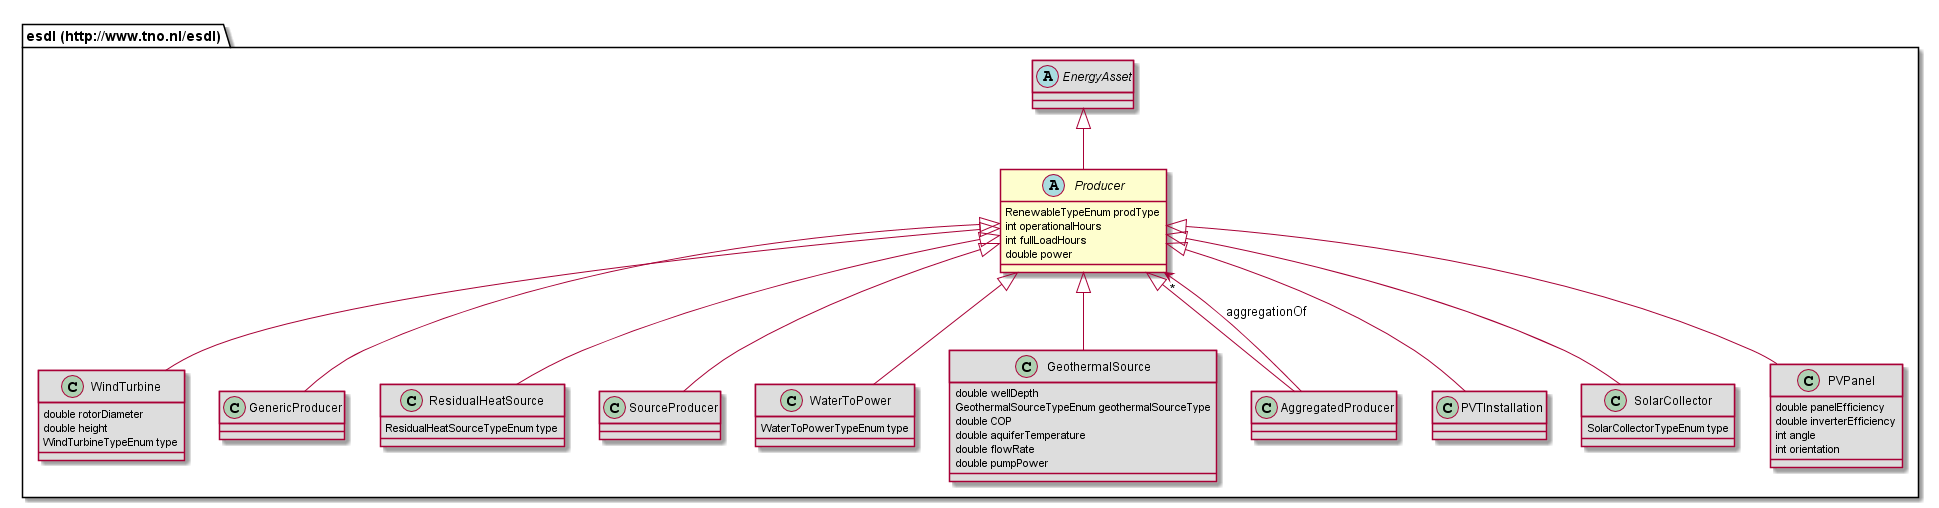 esdl (http://www.tno.nl/esdl)
A EnergyAsset
A Producer
RenewableTypeEnum prodType
int operationalHours
int fullLoadHours
double power
*
aggregationOf
C WindTurbine
double rotorDiameter
double height
WindTurbineTypeEnum type
C GenericProducer
C ResidualHeatSource
ResidualHeatSourceTypeEnum type
C SourceProducer
C WaterToPower
WaterToPowerTypeEnum type
C GeothermalSource
double wellDepth
GeothermalSourceTypeEnum geothermalSourceType
double COP
double aquiferTemperature
double flowRate
double pumpPower
C AggregatedProducer
C PVTInstallation
C SolarCollector
SolarCollectorTypeEnum type
C PVPanel
double panelEfficiency
double inverterEfficiency
int angle
int orientation